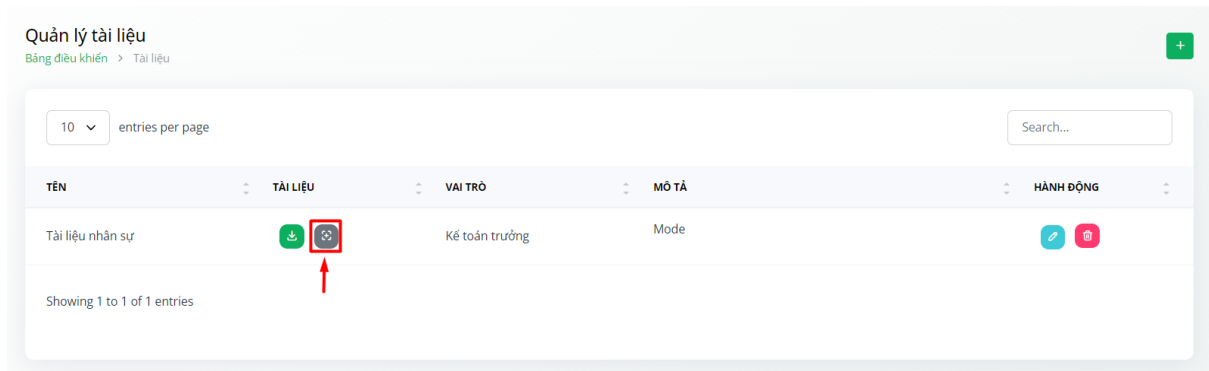 Quản lý tài liệu
Bảng điều khiển > Tài liệu
+
10 entries per page
Search...
TÊN TÀI LIỆU VAI TRÒ MÔ TẢ HÀNH ĐỘNG
Tài liệu nhân sự Kế toán trưởng Mode
Showing 1 to 1 of 1 entries